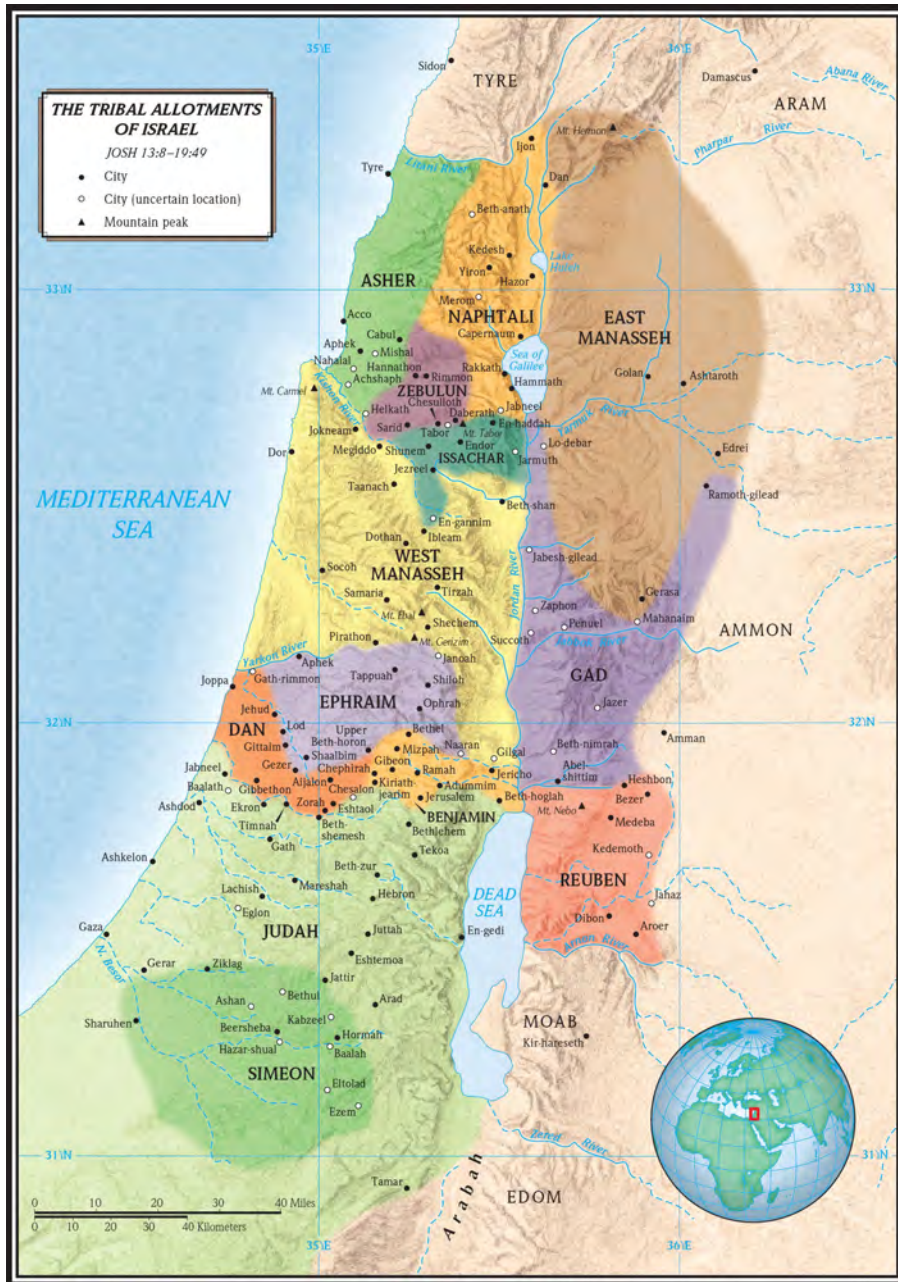 35°E
36°E
Sidon
TYRE
Damascus
Abana River
ARAM
THE TRIBAL ALLOTMENTS
OF ISRAEL
JOSH 13:8–19:49
City
City (uncertain location)
Mountain peak
Mt. Hermon
Ijon
Pharpar River
Litani River
Tyre
Dan
Beth-anath
Kedesh
Yiron
Lake Huleh
Hazor
ASHER
33°N
33°N
Merom
NAPHTALI
EAST
MANASSEH
Acco
Cabul
Capernaum
Aphek
Mishal
Nahalal
Hannathon
Sea of
Galilee
Achshaph
Rimmon
Rakkath
Golan
Ashtaroth
Mt. Carmel
Kishon River
ZEBULUN
Hammath
Chesulloth
Helkath
Daberath
Jabneel
Yarmuk River
Jokneam
Sarid
Tabor
Mt. Tabor
En-haddah
Dor
Megiddo
Shunem
Endor
Lo-debar
ISSACHAR
Jarmuth
Edrei
Jezreel
Taanach
Ramoth-gilead
MEDITERRANEAN
SEA
Beth-shan
En-gannim
Dothan
Ibleam
WEST
MANASSEH
Jabesh-gilead
Socoh
Jordan River
Samaria
Tirzah
Gerasa
Mt. Ebal
Zaphon
Shechem
Penuel
Mahanaim
AMMON
Pirathon
Mt. Gerizim
Succoth
Jabbok River
Yarkon River
Aphek
Janoah
Gath-rimmon
Tappuah
GAD
Joppa
Shiloh
EPHRAIM
Jazer
Jehud
Ophrah
32°N
32°N
DAN
Lod
Upper
Beth-horon
Bethel
Amman
Gittaim
Mizpah
Naaran
Beth-nimrah
Shaalbim
Gibeon
Gilgal
Jabneel
Gezer
Chephirah
Ramah
Jericho
Abel-
shittim
Heshbon
Baalath
Gibbethon
Aijalon
Kiriath
jearim
Adummim
Chesalon
Bezer
Ashdod
Ekron
Zorah
Eshtaol
Jerusalem
Beth-hoglah
Mt. Nebo
Timnah
BENJAMIN
Beth-
shemesh
Bethlehem
Medeba
Gath
Tekoa
Kedemoth
Ashkelon
Beth-zur
REUBEN
Mareshah
Lachish
Hebron
DEAD
SEA
Jahaz
Eglon
Dibon
Gaza
JUDAH
Juttah
En-gedi
Aroer
N. Besor
Eshtemoa
Arnon River
Gerar
Ziklag
Jattir
Bethul
Ashan
Arad
Kabzeel
MOAB
Sharuhen
Beersheba
Hormah
Kir-hareseth
Hazar-shual
Baalah
SIMEON
Eltolad
Ezem
Zered River
31°N
31°N
Tamar
Arabah
EDOM
0 10 20 30 40 Miles
0 10 20 30 40 Kilometers
35°E
36°E